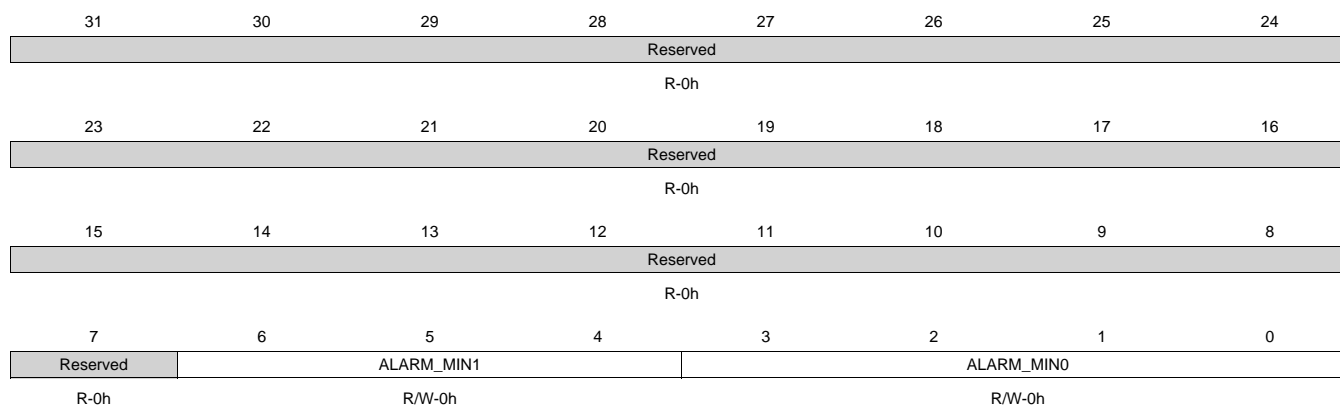 31 30 29 28 27 26 25 24
Reserved
R-0h
23 22 21 20 19 18 17 16
Reserved
R-0h
15 14 13 12 11 10 9 8
Reserved
R-0h
7 6 5 4 3 2 1 0
Reserved ALARM_MIN1 ALARM_MIN0
R-0h R/W-0h R/W-0h